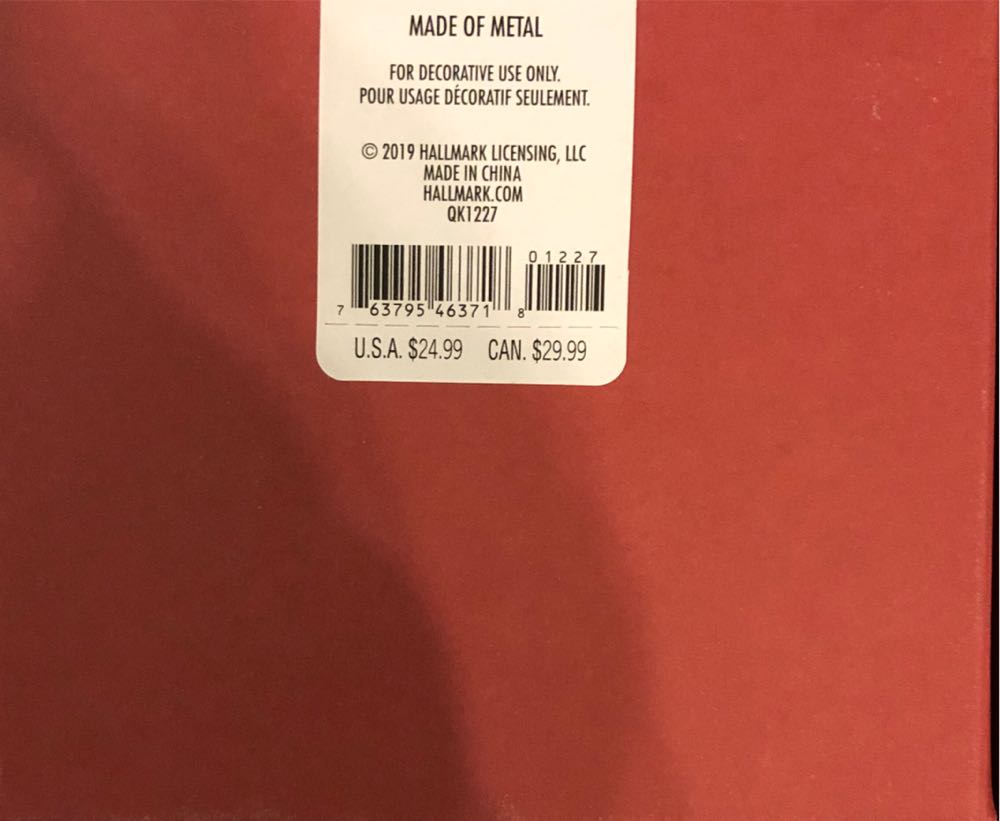 MADE OF METAL
FOR DECORATIVE USE ONLY.
POUR USAGE DÉCORATIF SEULEMENT.
© 2019 HALLMARK LICENSING, LLC
MADE IN CHINA
HALLMARK.COM
QK1227
01227
7 63795 46371 8
U.S.A. $24.99 CAN. $29.99